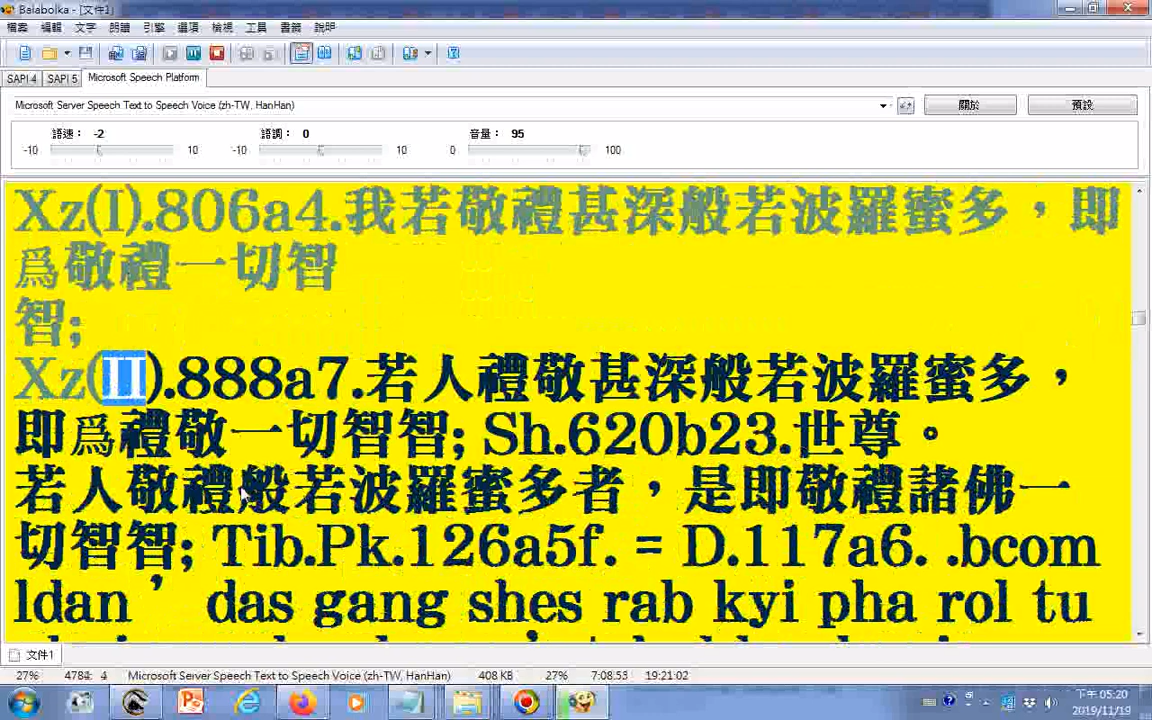 Balabolka - [文件1]
檔案 編輯 文字 朗讀 引擎 選項 檢視 工具 書籤 說明
SAPI 4 SAPI 5 Microsoft Speech Platform
Microsoft Server Speech Text to Speech Voice (zh-TW, HanHan) 關於 預設
語速： -2 語調： 0 音量： 95
-10 10 -10 10 0 100
Xz(I).806a4.我若敬禮甚深般若波羅蜜多，即
爲敬禮一切智
智;
Xz(III).888a7.若人禮敬甚深般若波羅蜜多，
即爲禮敬一切智智; Sh.620b23.世尊。
若人敬禮般若波羅蜜多者，是即敬禮諸佛一
切智智; Tib.Pk.126a5f. = D.117a6. .bcom
ldan ’ das gang shes rab kyi pha rol tu
文件1
27% 4784: 4 Microsoft Server Speech Text to Speech Voice (zh-TW, HanHan) 408 KB 27% 7:08:53 19:21:02
下午 05:20
2019/11/19